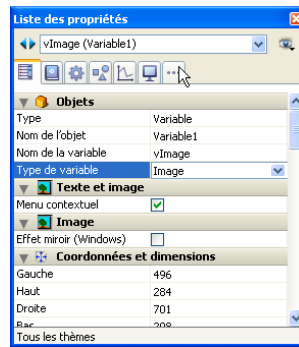 Liste des propriétés
vImage (Variable1)
Objets
Type Variable
Nom de l'objet Variable1
Nom de la variable vImage
Type de variable Image
Texte et image
Menu contextuel
Image
Effet miroir (Windows)
Coordonnées et dimensions
Gauche 496
Haut 284
Droite 701
Bas 298
Tous les thèmes